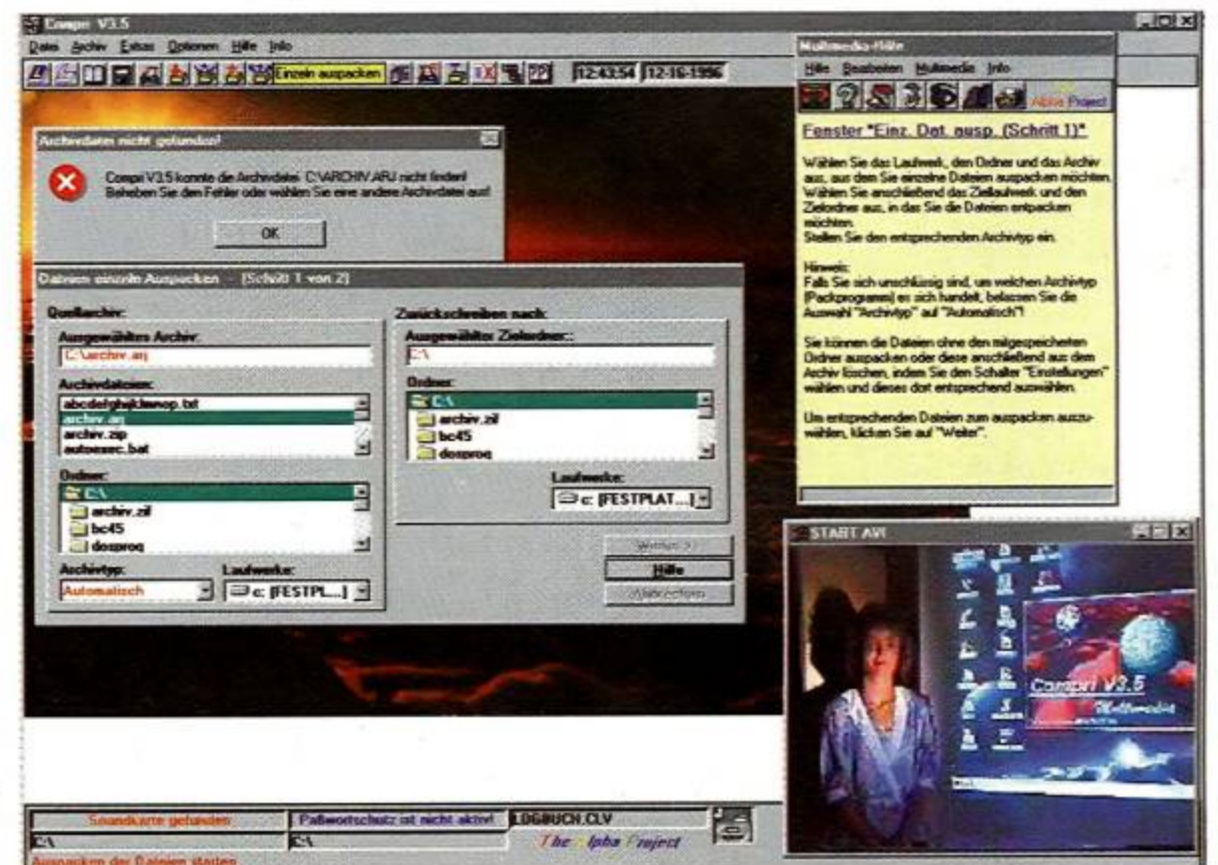 Compri V3.5
Datei Archiv Extras Optionen Hilfe Info
Einzeln auspacken
12:43:54 12-16-1996
Archivdatei nicht gefunden!
Compri V3.5 konnte die Archivdatei C:\ARCHIV.ARJ nicht finden!
Beheben Sie den Fehler oder wählen Sie eine andere Archivdatei aus!
OK
Dateien einzeln Auspacken - [Schritt 1 von 2]
Quellarchiv:
Ausgewähltes Archiv:
C:\archiv.arj
Archivdateien:
abcdefghijklmnop.txt
archiv.arj
archiv.zip
autoexec.bat
Ordner:
C:\
archiv.zil
bc45
dosprog
Archivtyp:
Automatisch
Laufwerke:
c: [FESTPL...]
Zurückschreiben nach:
Ausgewählter Zielordner::
C:\
Ordner:
C:\
archiv.zil
bc45
dosprog
Laufwerke:
c: [FESTPLAT...]
Weiter >
Hilfe
Abbrechen
Multimedia-Hilfe
Hilfe Bearbeiten Multimedia Info
Alpha Project
Fenster "Einz. Dat. ausp. (Schritt 1)"
Wählen Sie das Laufwerk, den Ordner und das Archiv
aus, aus dem Sie einzelne Dateien auspacken möchten.
Wählen Sie anschließend das Ziellaufwerk und den
Zielordner aus, in das Sie die Dateien entpacken
möchten.
Stellen Sie den entsprechenden Archivtyp ein.
Hinweis:
Falls Sie sich unschlüssig sind, um welchen Archivtyp
(Packprogramm) es sich handelt, belassen Sie die
Auswahl "Archivtyp" auf "Automatisch"!
Sie können die Dateien ohne den mitgespeicherten
Ordner auspacken oder diese anschließend aus dem
Archiv löschen, indem Sie den Schalter "Einstellungen"
wählen und dieses dort entsprechend auswählen.
Um entsprechenden Dateien zum auspacken auszu-
wählen, klicken Sie auf "Weiter".
START.AVI
Compri V3.5
Multimedia
Soundkarte gefunden
Paßwortschutz ist nicht aktiv!
LOGBUCH.CLV
C:\
C:\
The Alpha Project
Auspacken der Dateien starten